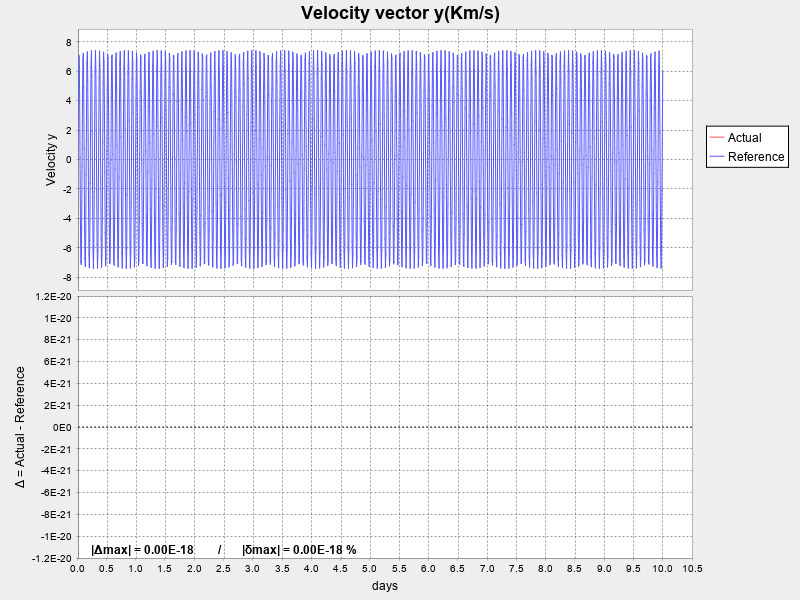 Velocity vector y(Km/s)
8
6
4
2
0
-2
-4
-6
-8
Velocity y
Actual
Reference
1.2E-20
1E-20
8E-21
6E-21
4E-21
2E-21
0E0
-2E-21
-4E-21
-6E-21
-8E-21
-1E-20
-1.2E-20
Δ = Actual - Reference
|Δmax| = 0.00E-18 / |δmax| = 0.00E-18 %
0.0 0.5 1.0 1.5 2.0 2.5 3.0 3.5 4.0 4.5 5.0 5.5 6.0 6.5 7.0 7.5 8.0 8.5 9.0 9.5 10.0 10.5
days